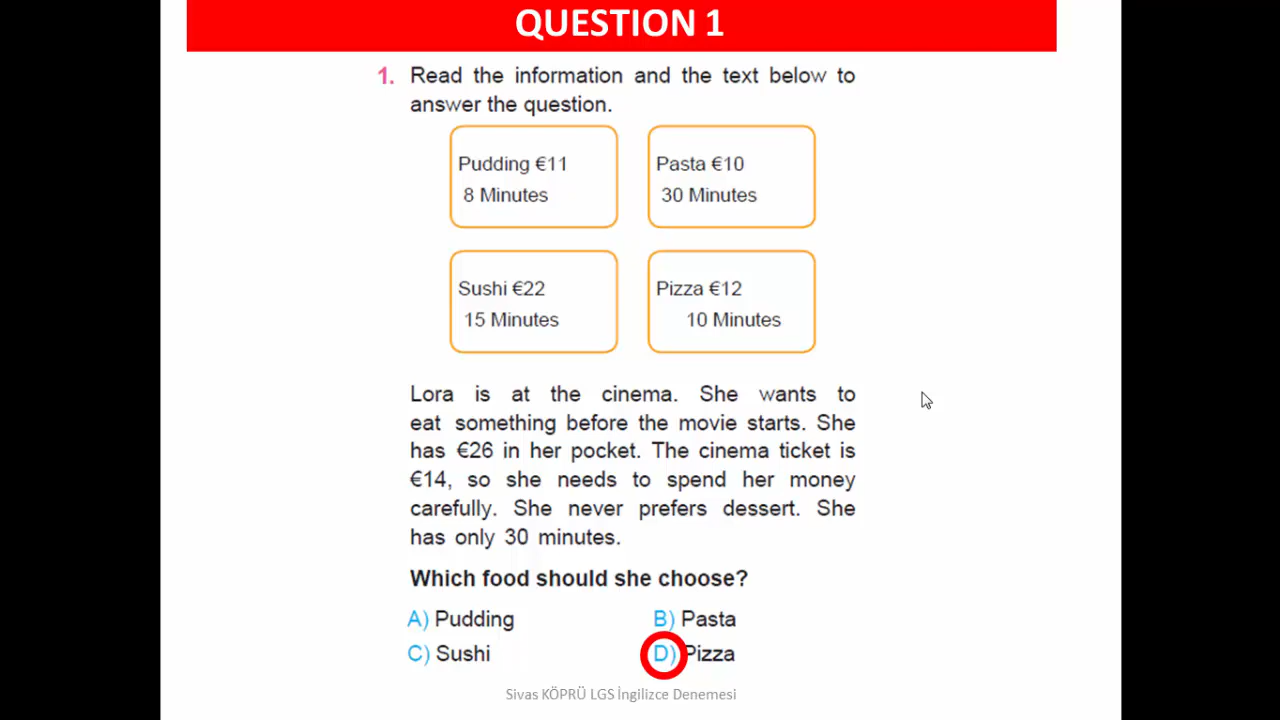 QUESTION 1
1. Read the information and the text below to
answer the question.
Pudding €11
8 Minutes
Pasta €10
30 Minutes
Sushi €22
15 Minutes
Pizza €12
10 Minutes
Lora is at the cinema. She wants to
eat something before the movie starts. She
has €26 in her pocket. The cinema ticket is
€14, so she needs to spend her money
carefully. She never prefers dessert. She
has only 30 minutes.
Which food should she choose?
A) Pudding
B) Pasta
C) Sushi
D) Pizza
Sivas KÖPRÜ LGS İngilizce Denemesi